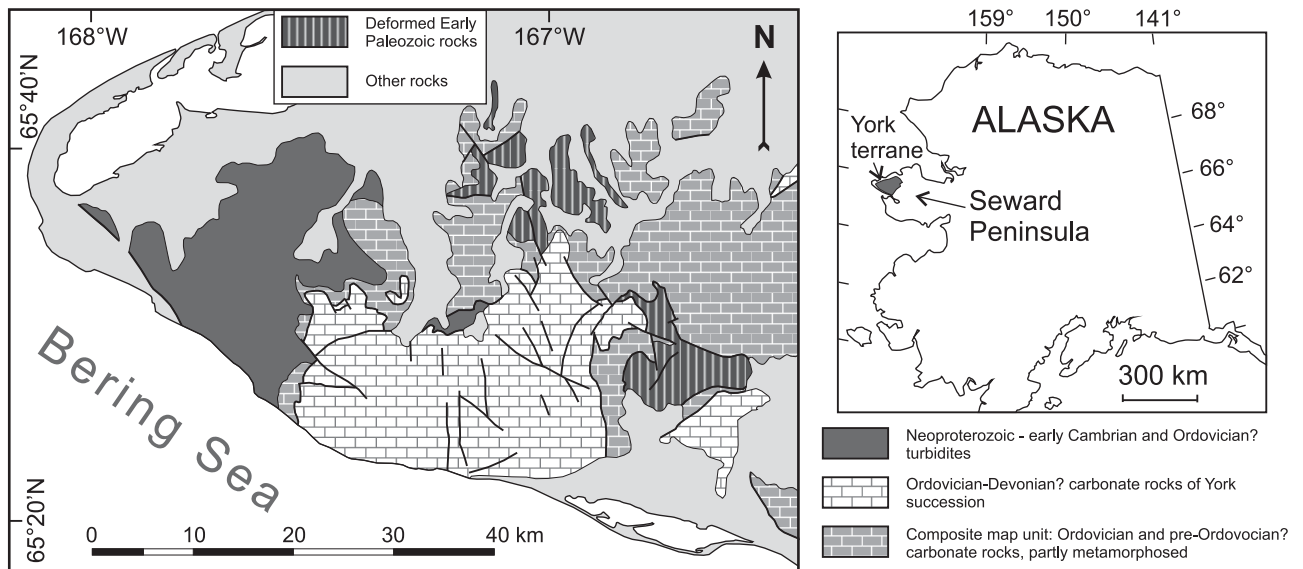 168°W
Deformed Early
Paleozoic rocks
Other rocks
167°W
N
65°40'N
65°20'N
Bering Sea
0 10 20 30 40 km
159° 150° 141°
ALASKA
York
terrane
Seward
Peninsula
68°
66°
64°
62°
300 km
Neoproterozoic - early Cambrian and Ordovician?
turbidites
Ordovician-Devonian? carbonate rocks of York
succession
Composite map unit: Ordovician and pre-Ordovocian?
carbonate rocks, partly metamorphosed